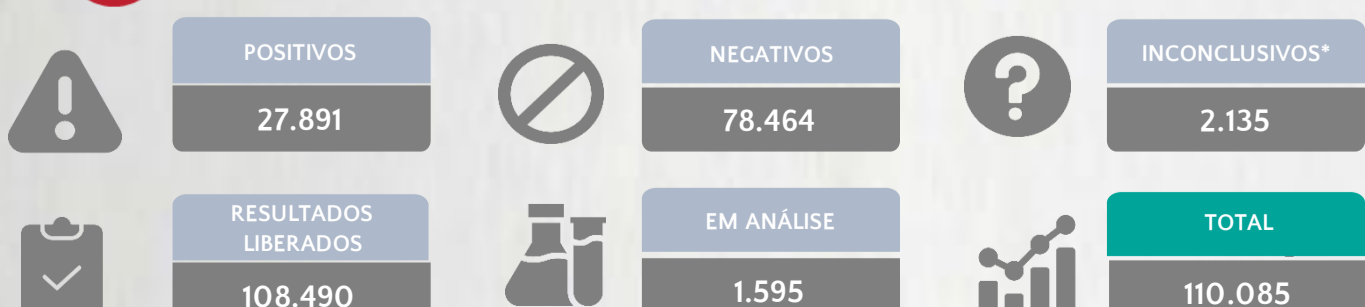 POSITIVOS
27.891
NEGATIVOS
78.464
INCONCLUSIVOS*
2.135
RESULTADOS
LIBERADOS
108.490
EM ANÁLISE
1.595
TOTAL
110.085